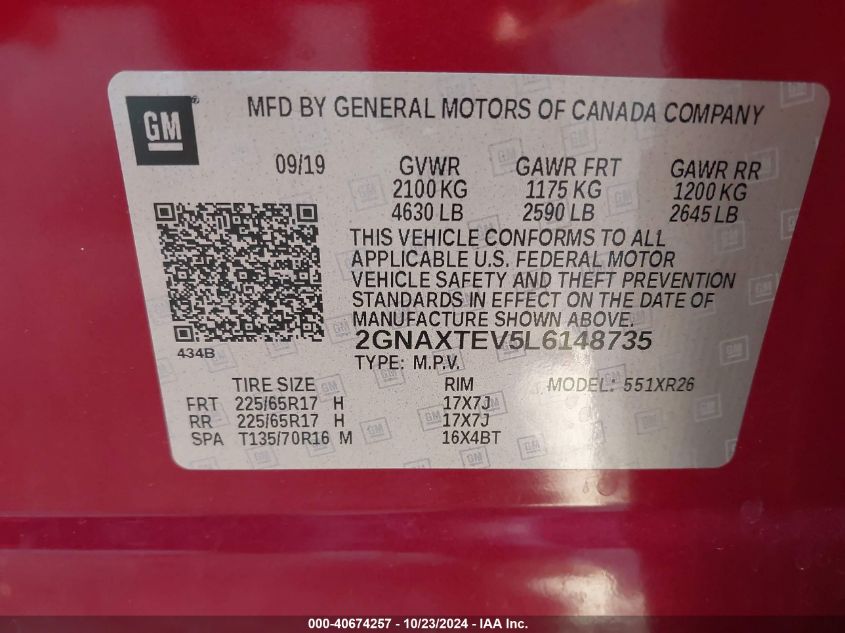 GM
MFD BY GENERAL MOTORS OF CANADA COMPANY
09/19 GVWR GAWR FRT GAWR RR
2100 KG 1175 KG 1200 KG
4630 LB 2590 LB 2645 LB
THIS VEHICLE CONFORMS TO ALL
APPLICABLE U.S. FEDERAL MOTOR
VEHICLE SAFETY AND THEFT PREVENTION
STANDARDS IN EFFECT ON THE DATE OF
MANUFACTURE SHOWN ABOVE.
434B
2GNAXTEV5L6148735
TYPE: M.P.V.
TIRE SIZE RIM MODEL: 551XR26
FRT 225/65R17 H 17X7J
RR 225/65R17 H 17X7J
SPA T135/70R16 M 16X4BT
000-40674257 - 10/23/2024 - IAA Inc.